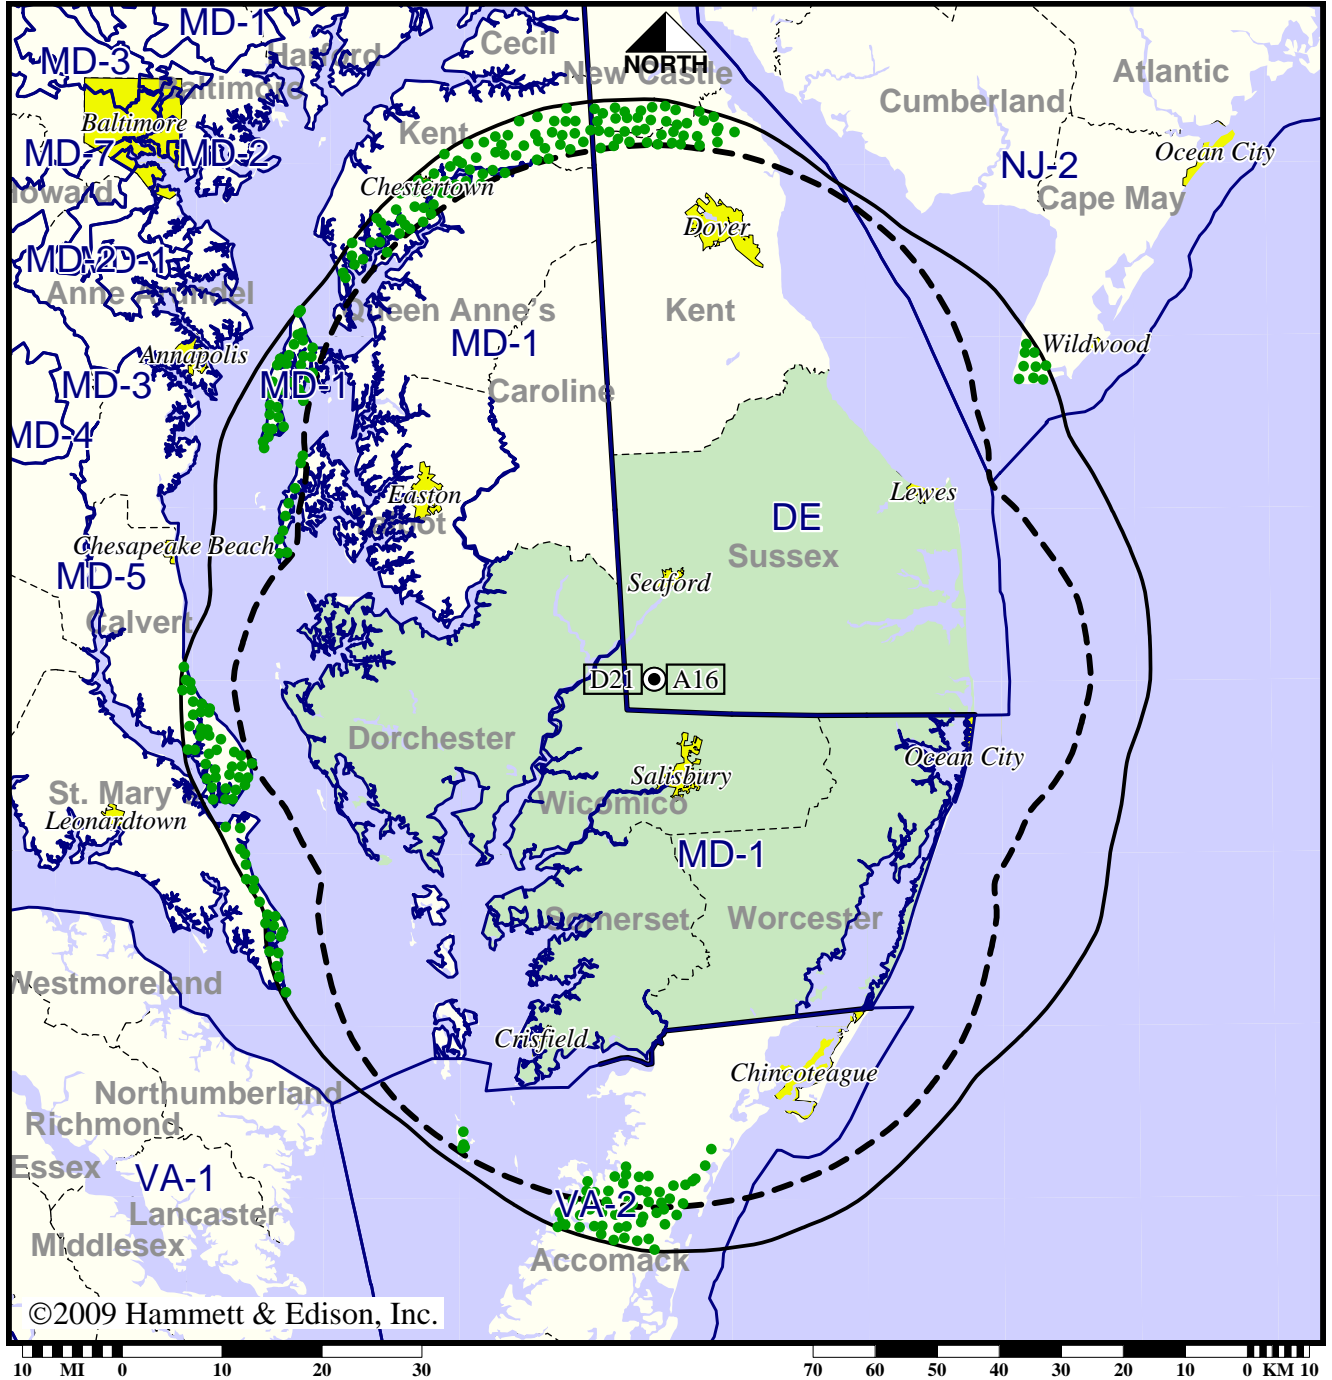 MD-1
Cecil
Harford
NORTH
MD-3
New Castle
Atlantic
Baltimore
Cumberland
Baltimore
Kent
MD-7
MD-2
Ocean City
NJ-2
Howard
Chestertown
Cape May
Dover
MD-2
MD-1
Anne Arundel
Queen Anne's
Kent
MD-1
Wildwood
Annapolis
MD-3
MD-1
Caroline
MD-4
Easton
Lewes
Talbot
DE
Chesapeake Beach
Sussex
MD-5
Seaford
Calvert
D21
A16
Dorchester
Ocean City
Salisbury
St. Mary
Wicomico
Leonardtown
MD-1
Somerset
Worcester
Westmoreland
Crisfield
Chincoteague
Northumberland
Richmond
Essex
VA-1
VA-2
Lancaster
Middlesex
Accomack
©2009 Hammett & Edison, Inc.
10 MI 0 10 20 30
70 60 50 40 30 20 10 0 KM 10